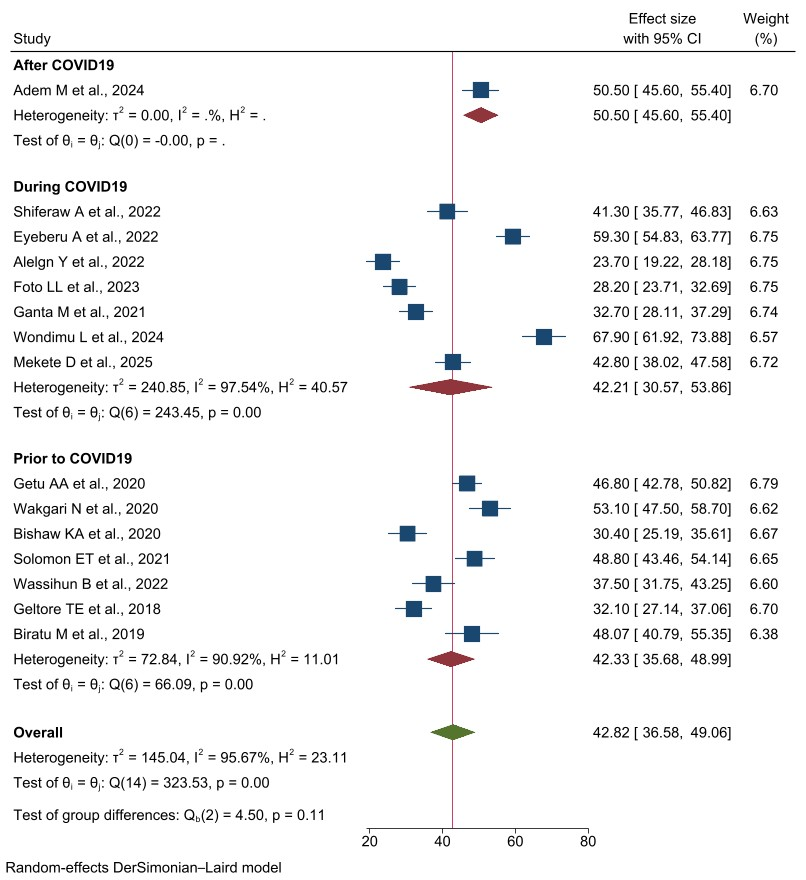 Effect size Weight
Study with 95% CI (%)
After COVID19
Adem M et al., 2024 50.50 [ 45.60, 55.40] 6.70
Heterogeneity: τ² = 0.00, I² = .%, H² = . 50.50 [ 45.60, 55.40]
Test of θᵢ = θⱼ: Q(0) = -0.00, p = .
During COVID19
Shiferaw A et al., 2022 41.30 [ 35.77, 46.83] 6.63
Eyeberu A et al., 2022 59.30 [ 54.83, 63.77] 6.75
Alelgn Y et al., 2022 23.70 [ 19.22, 28.18] 6.75
Foto LL et al., 2023 28.20 [ 23.71, 32.69] 6.75
Ganta M et al., 2021 32.70 [ 28.11, 37.29] 6.74
Wondimu L et al., 2024 67.90 [ 61.92, 73.88] 6.57
Mekete D et al., 2025 42.80 [ 38.02, 47.58] 6.72
Heterogeneity: τ² = 240.85, I² = 97.54%, H² = 40.57 42.21 [ 30.57, 53.86]
Test of θᵢ = θⱼ: Q(6) = 243.45, p = 0.00
Prior to COVID19
Getu AA et al., 2020 46.80 [ 42.78, 50.82] 6.79
Wakgari N et al., 2020 53.10 [ 47.50, 58.70] 6.62
Bishaw KA et al., 2020 30.40 [ 25.19, 35.61] 6.67
Solomon ET et al., 2021 48.80 [ 43.46, 54.14] 6.65
Wassihun B et al., 2022 37.50 [ 31.75, 43.25] 6.60
Geltore TE et al., 2018 32.10 [ 27.14, 37.06] 6.70
Biratu M et al., 2019 48.07 [ 40.79, 55.35] 6.38
Heterogeneity: τ² = 72.84, I² = 90.92%, H² = 11.01 42.33 [ 35.68, 48.99]
Test of θᵢ = θⱼ: Q(6) = 66.09, p = 0.00
Overall 42.82 [ 36.58, 49.06]
Heterogeneity: τ² = 145.04, I² = 95.67%, H² = 23.11
Test of θᵢ = θⱼ: Q(14) = 323.53, p = 0.00
Test of group differences: Q_b(2) = 4.50, p = 0.11
20 40 60 80
Random-effects DerSimonian–Laird model